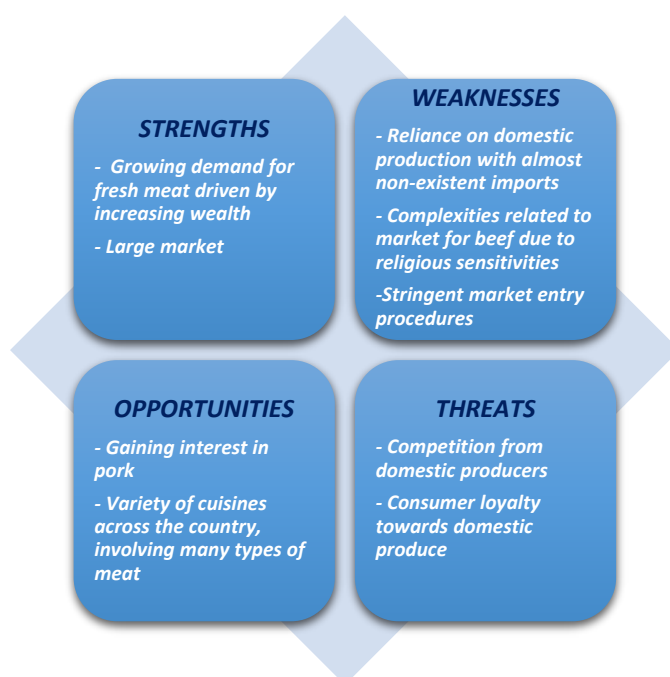 STRENGTHS
- Growing demand for
fresh meat driven by
increasing wealth
- Large market
WEAKNESSES
- Reliance on domestic
production with almost
non-existent imports
- Complexities related to
market for beef due to
religious sensitivities
-Stringent market entry
procedures
OPPORTUNITIES
- Gaining interest in
pork
- Variety of cuisines
across the country,
involving many types of
meat
THREATS
- Competition from
domestic producers
- Consumer loyalty
towards domestic
produce